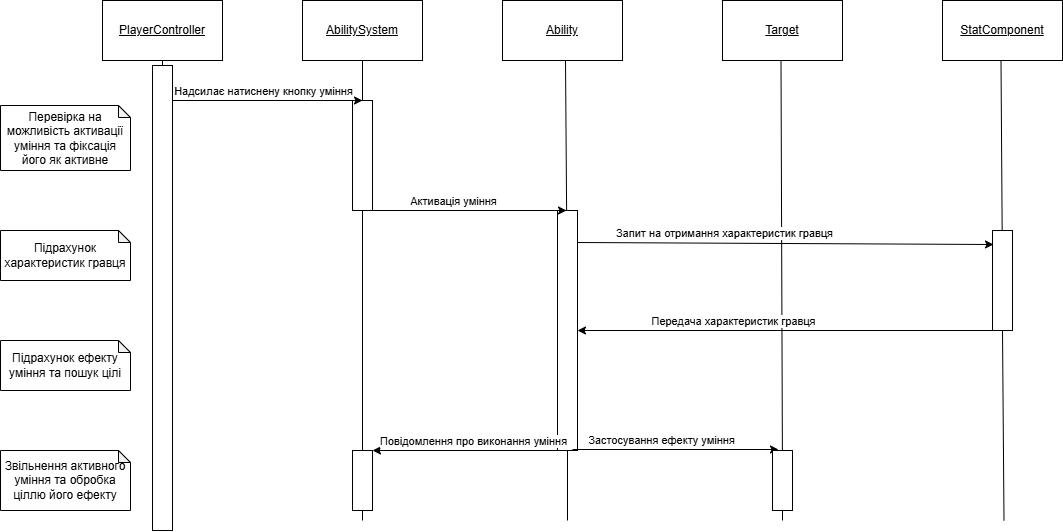 PlayerController
AbilitySystem
Ability
Target
StatComponent
Надсилає натиснену кнопку уміння
Перевірка на
можливість активації
уміння та фіксація
його як активне
Активація уміння
Запит на отримання характеристик гравця
Підрахунок
характеристик гравця
Передача характеристик гравця
Підрахунок ефекту
уміння та пошук цілі
Повідомлення про виконання уміння
Застосування ефекту уміння
Звільнення активного
уміння та обробка
ціллю його ефекту